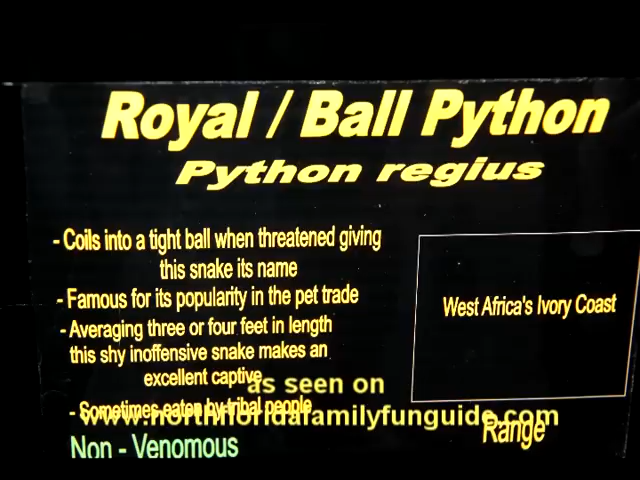 Royal / Ball Python
Python regius
- Coils into a tight ball when threatened giving
this snake its name
- Famous for its popularity in the pet trade
- Averaging three or four feet in length
this shy inoffensive snake makes an
excellent captive
- Sometimes eaten by tribal people
Non - Venomous
West Africa's Ivory Coast
Range
as seen on
www.northfloridafamilyfunguide.com